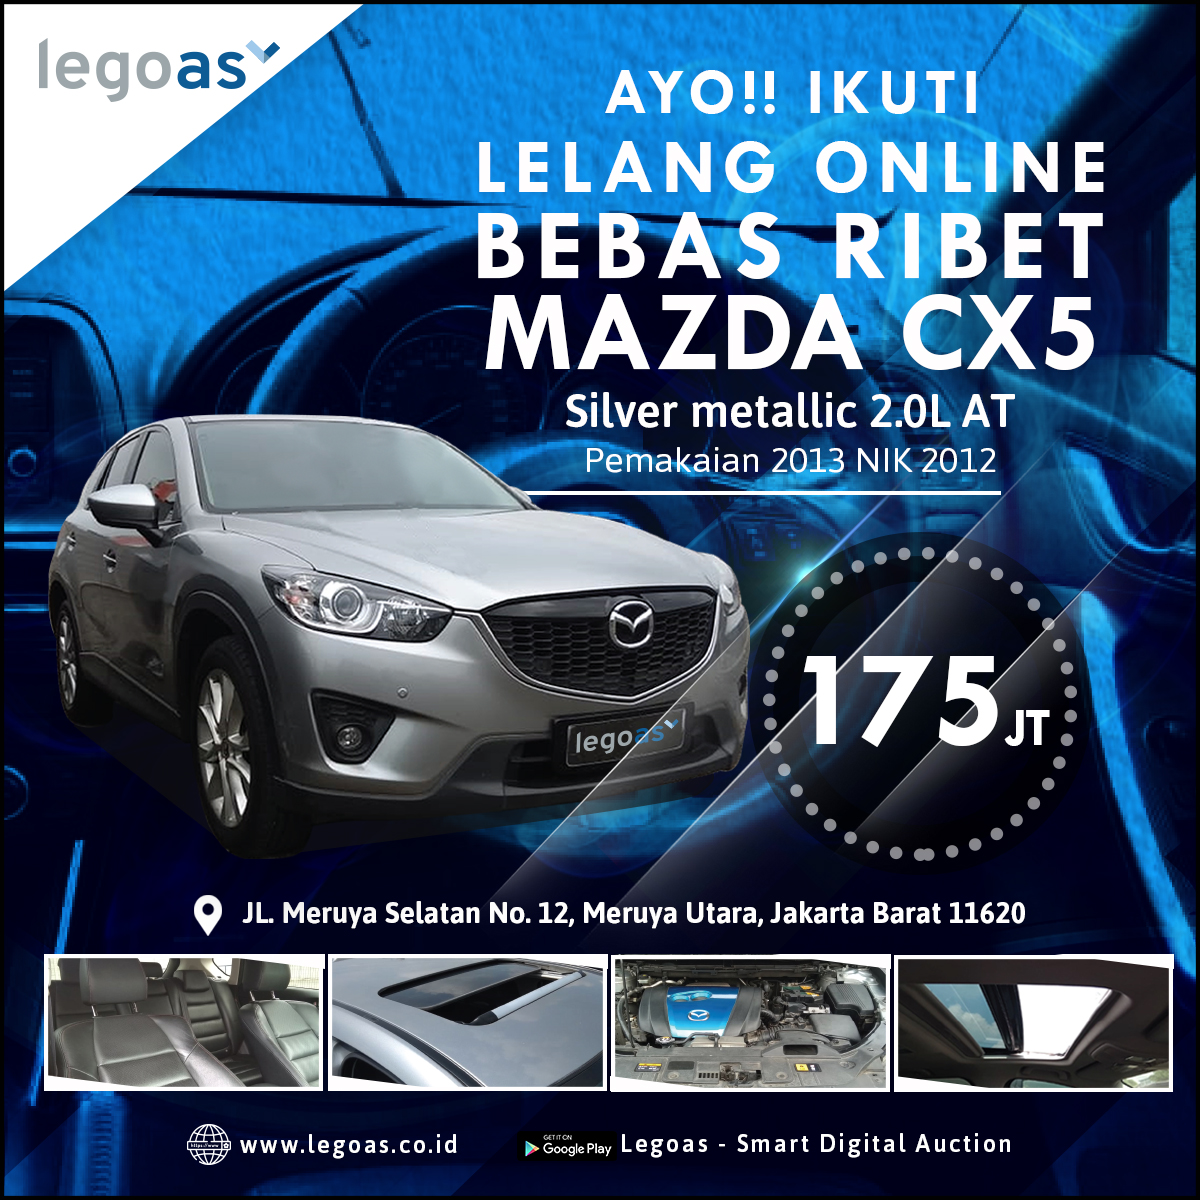 legoas
AYO!! IKUTI
LELANG ONLINE
BEBAS RIBET
MAZDA CX5
Silver metallic 2.0L AT
Pemakaian 2013 NIK 2012
175 JT
legoas
JL. Meruya Selatan No. 12, Meruya Utara, Jakarta Barat 11620
www.legoas.co.id
GET IT ON
Google Play
Legoas - Smart Digital Auction